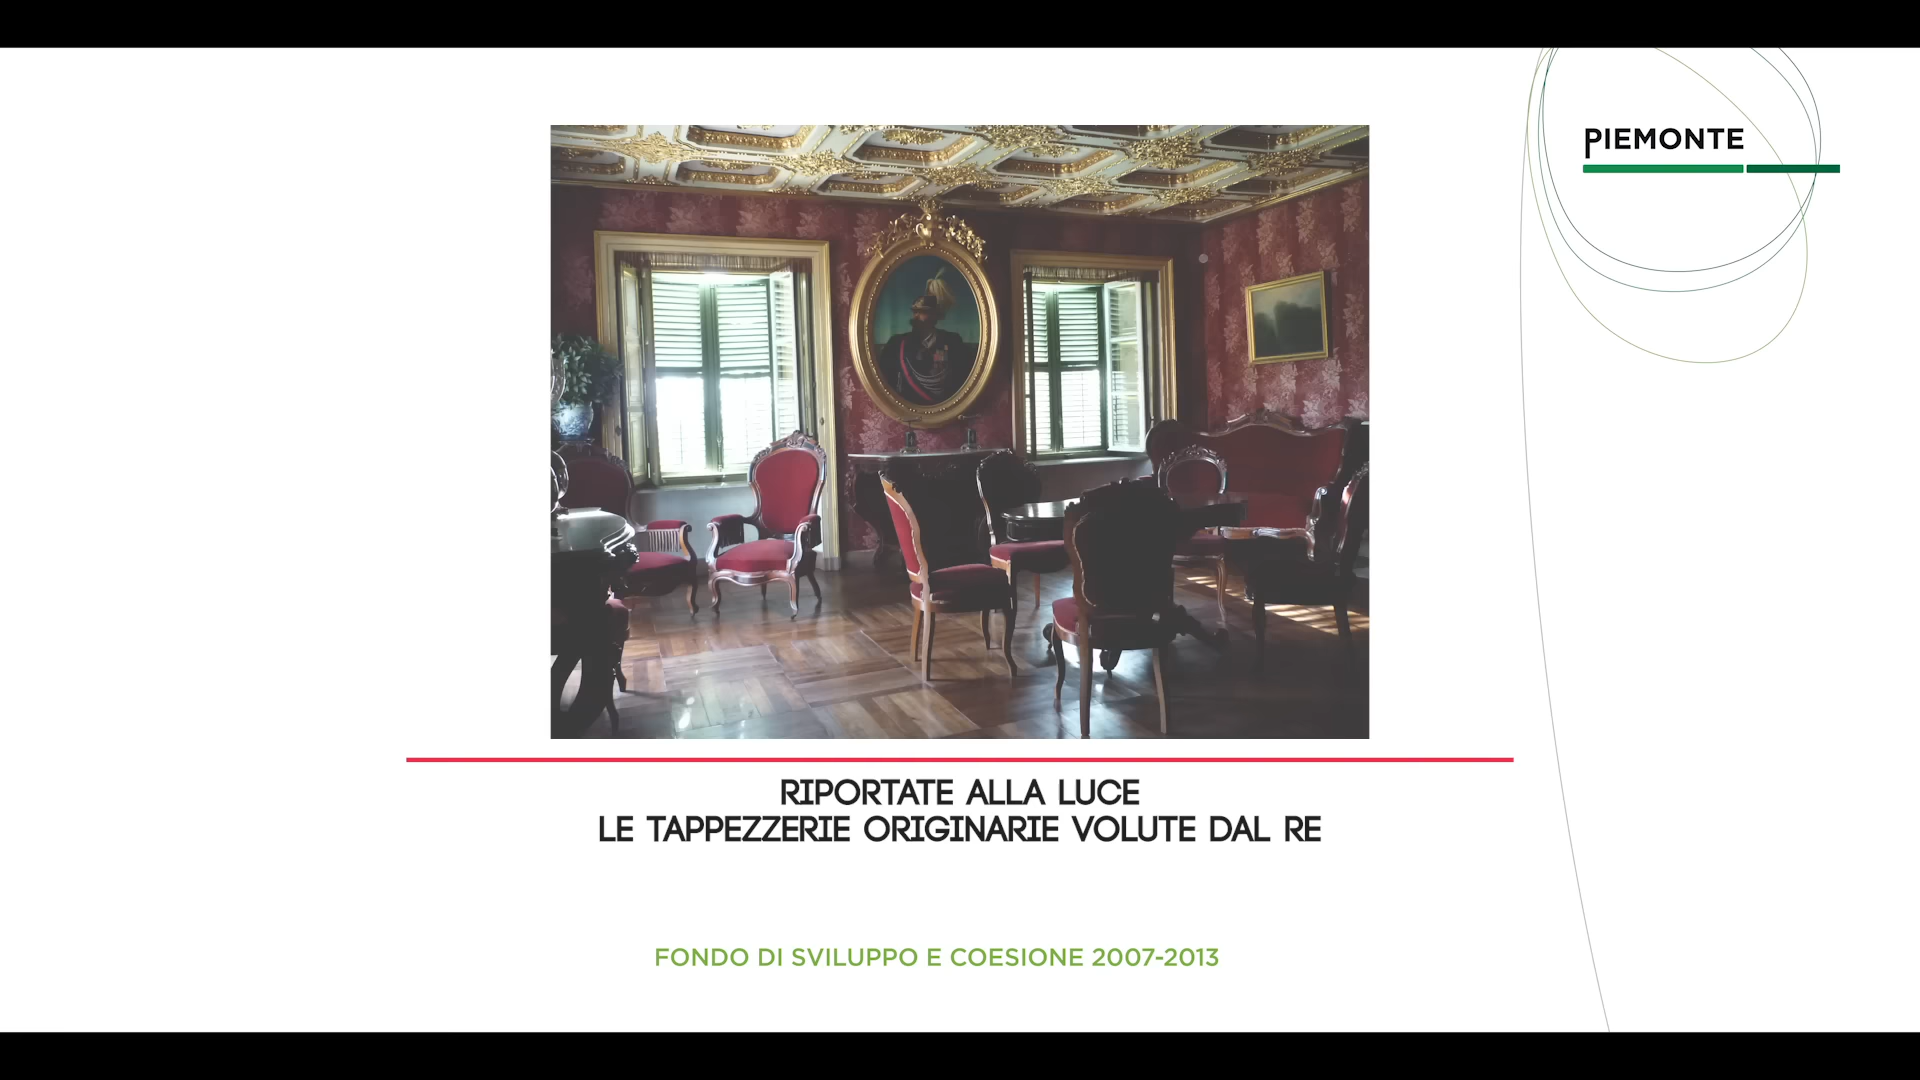 PIEMONTE
RIPORTATE ALLA LUCE
LE TAPPEZZERIE ORIGINARIE VOLUTE DAL RE
FONDO DI SVILUPPO E COESIONE 2007-2013